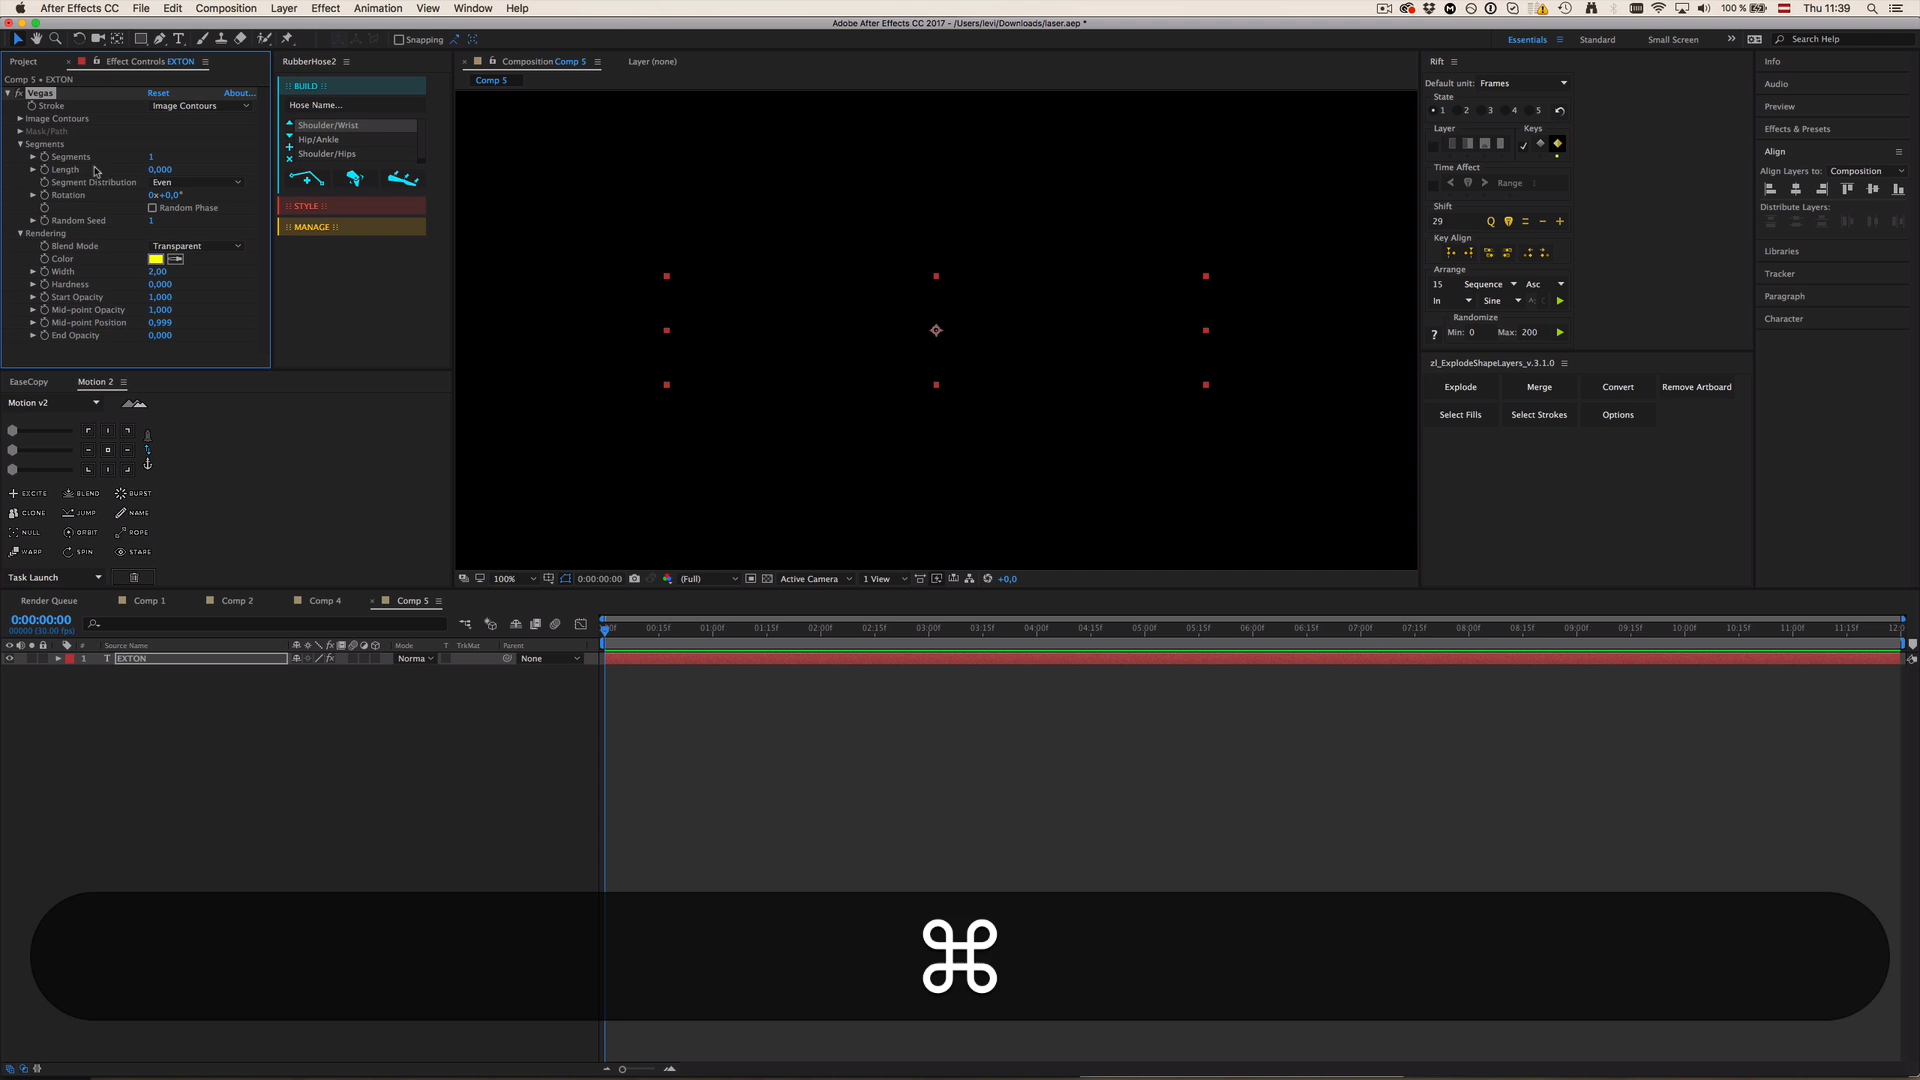 After Effects CC File Edit Composition Layer Effect Animation View Window Help
100 % Thu 11:39
Adobe After Effects CC 2017 - /Users/levi/Downloads/laser.aep *
Snapping
Essentials Standard Small Screen Search Help
Project Effect Controls EXTON
Comp 5 • EXTON
fx Vegas Reset About...
Stroke Image Contours
Image Contours
Mask/Path
Segments
Segments 1
Length 0,000
Segment Distribution Even
Rotation 0x+0,0°
Random Phase
Random Seed 1
Rendering
Blend Mode Transparent
Color
Width 2,00
Hardness 0,000
Start Opacity 1,000
Mid-point Opacity 1,000
Mid-point Position 0,999
End Opacity 0,000
RubberHose2
:: BUILD
Hose Name...
Shoulder/Wrist
Hip/Ankle
Shoulder/Hips
:: STYLE ::
:: MANAGE ::
Composition Comp 5 Layer (none)
Comp 5
100% 0:00:00:00 (Full) Active Camera 1 View +0,0
Rift
Default unit: Frames
State
1 2 3 4 5
Layer Keys
Time Affect
Range
Shift
29 Q
Key Align
Arrange
15 Sequence Asc
In Sine
Randomize
? Min: 0 Max: 200
zl_ExplodeShapeLayers_v.3.1.0
Explode Merge Convert Remove Artboard
Select Fills Select Strokes Options
Info
Audio
Preview
Effects & Presets
Align
Align Layers to: Composition
Distribute Layers:
Libraries
Tracker
Paragraph
Character
EaseCopy Motion 2
Motion v2
EXCITE BLEND BURST
CLONE JUMP NAME
NULL ORBIT ROPE
WARP SPIN STARE
Task Launch
Render Queue Comp 1 Comp 2 Comp 4 Comp 5
0:00:00:00
00000 (30.00 fps)
# Source Name Mode T TrkMat Parent
1 T EXTON Norma None
00:15f 01:00f 01:15f 02:00f 02:15f 03:00f 03:15f 04:00f 04:15f 05:00f 05:15f 06:00f 06:15f 07:00f 07:15f 08:00f 08:15f 09:00f 09:15f 10:00f 10:15f 11:00f 11:15f 12:0
⌘